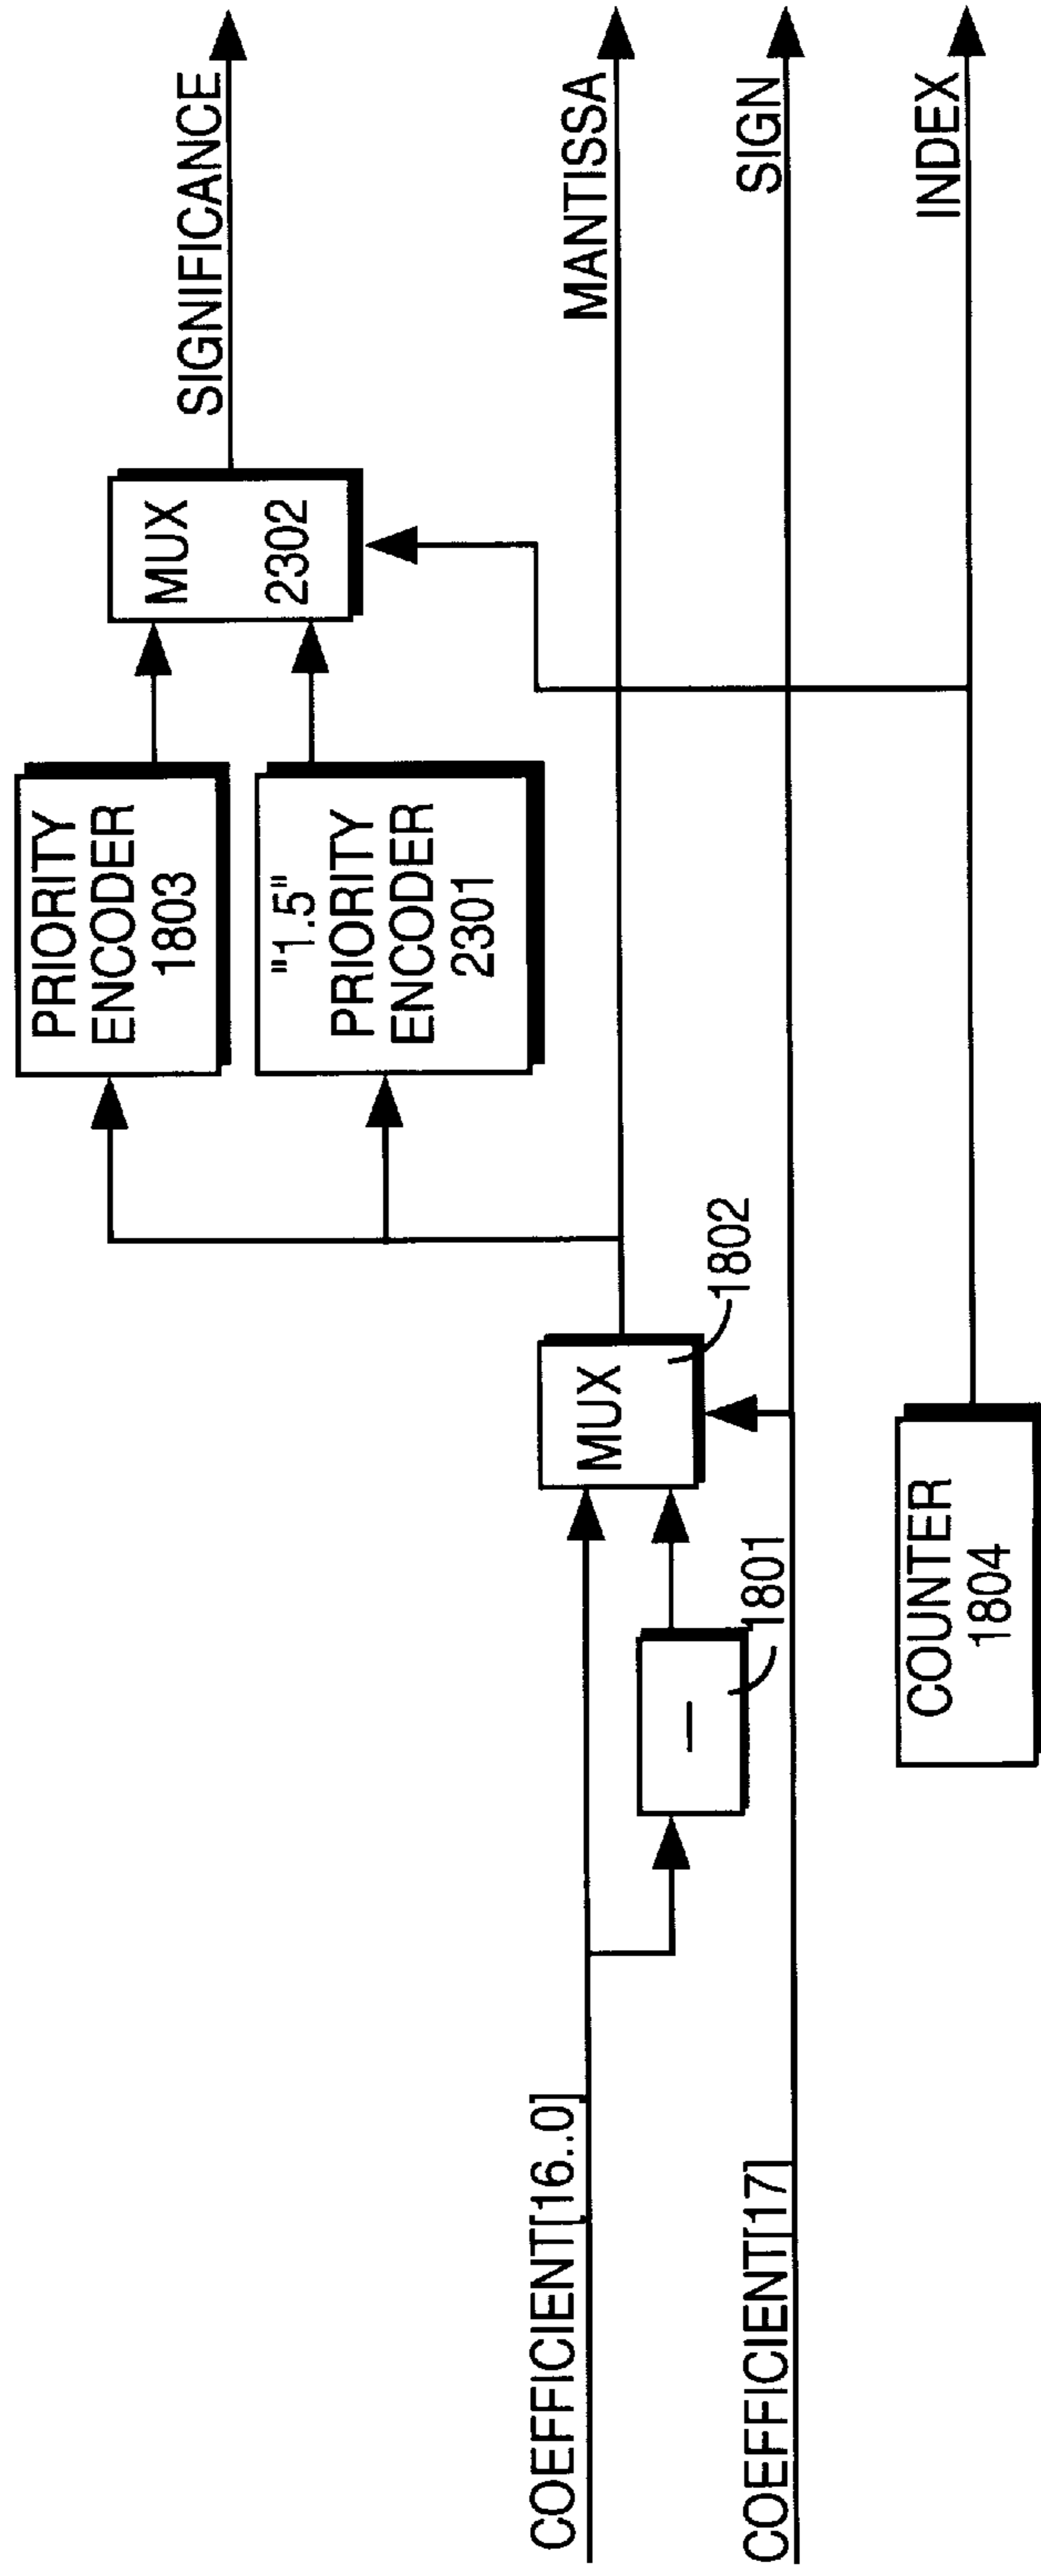 PRIORITY
ENCODER
1803
"1.5"
PRIORITY
ENCODER
2301
MUX
2302
SIGNIFICANCE
COEFFICIENT[16..0]
MUX
1802
MANTISSA
–
1801
COEFFICIENT[17]
SIGN
COUNTER
1804
INDEX